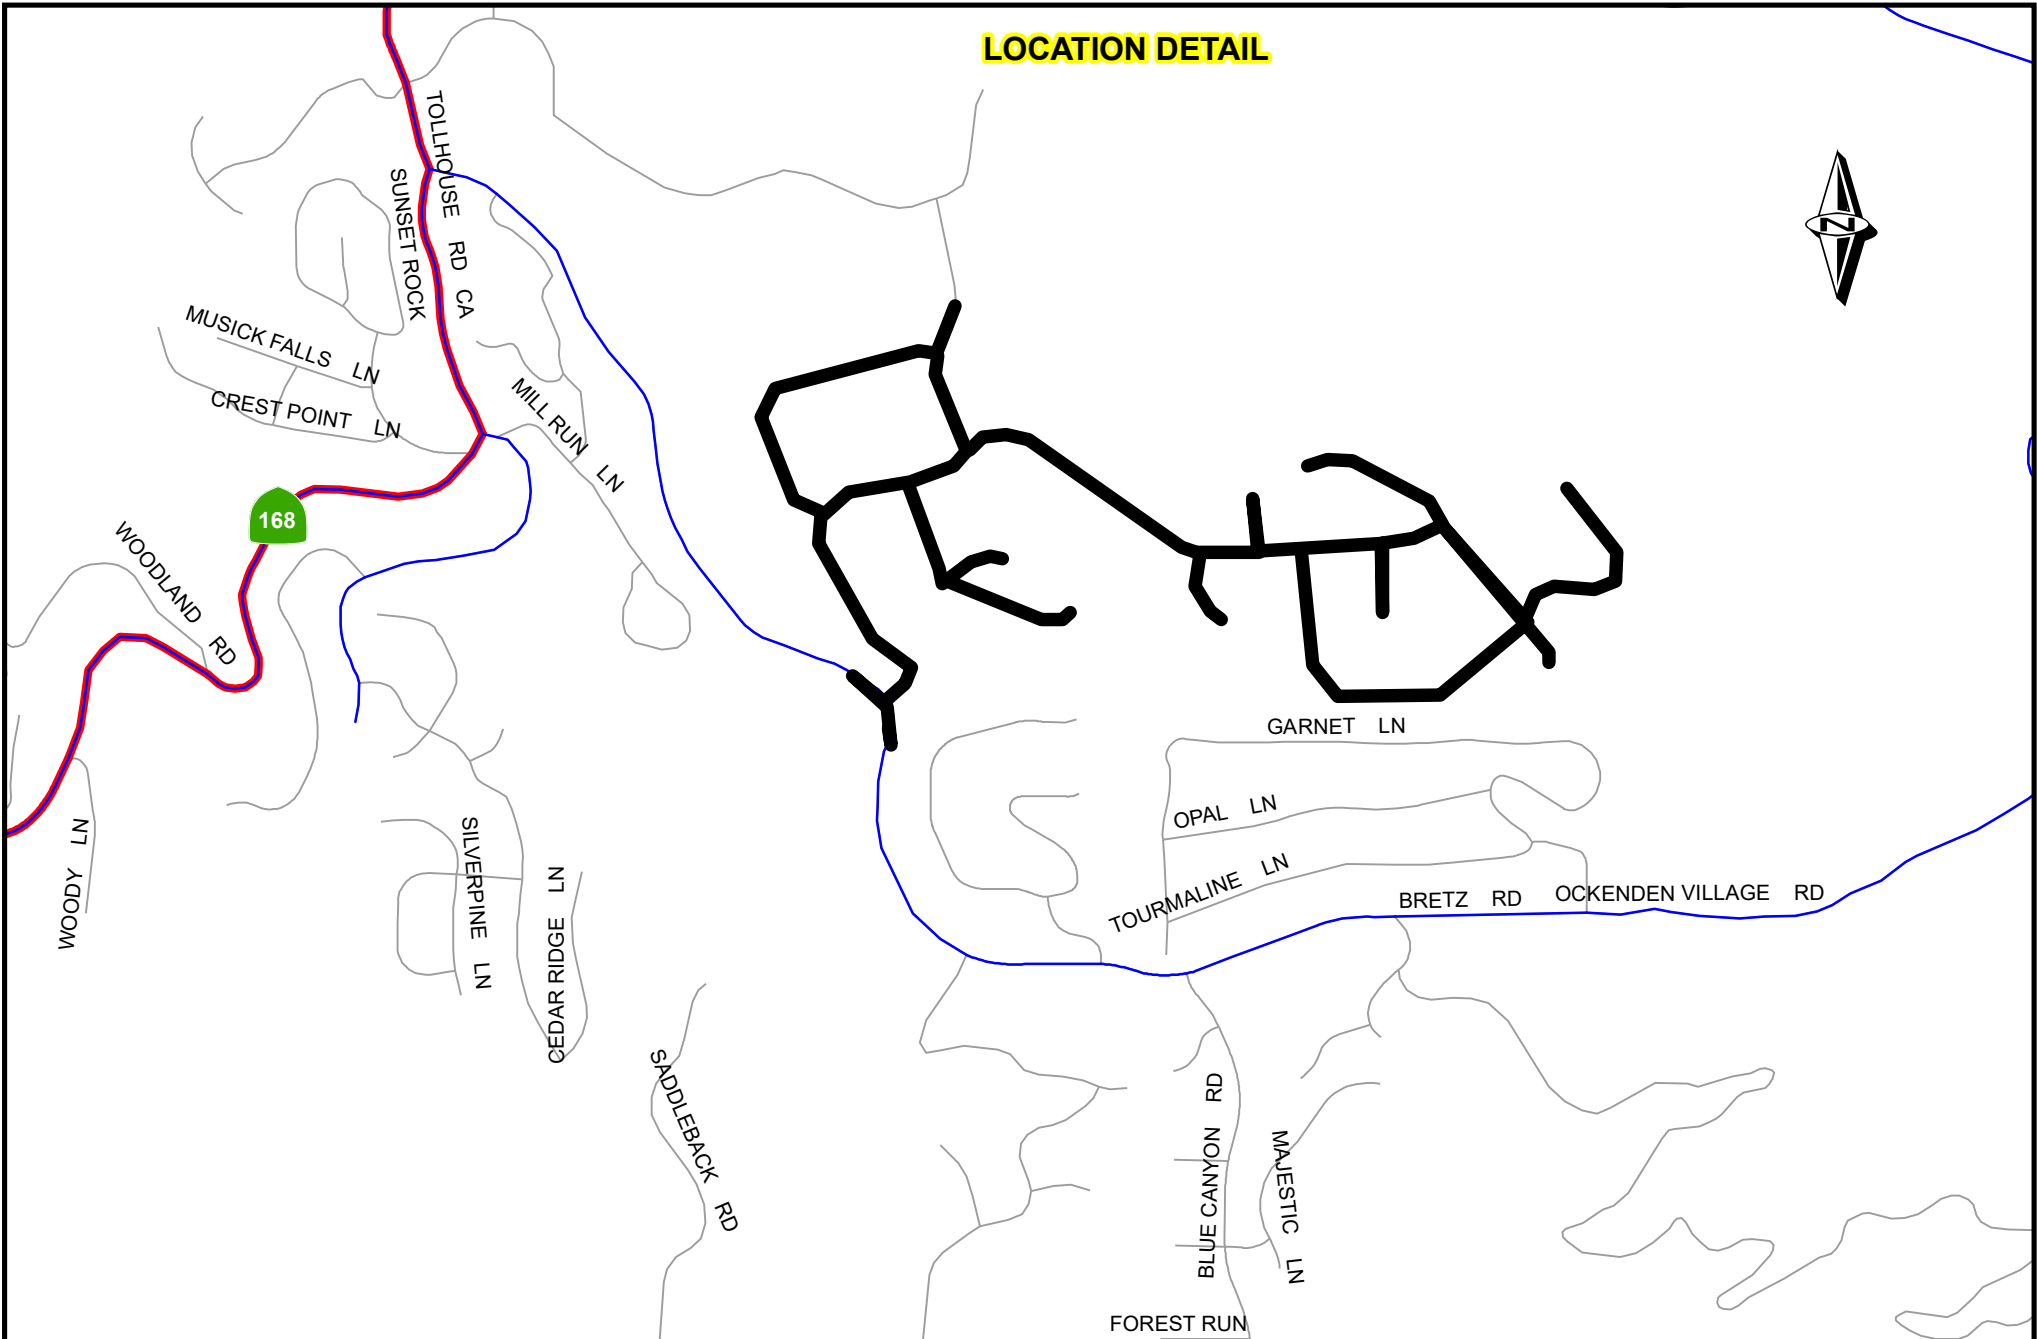 LOCATION DETAIL
TOLLHOUSE RD CA
SUNSET ROCK
N
MUSICK FALLS LN
CREST POINT LN
MILL RUN LN
168
WOODLAND RD
GARNET LN
OPAL LN
TOURMALINE LN
BRETZ RD
OCKENDEN VILLAGE RD
WOODY LN
SILVERPINE LN
CEDAR RIDGE LN
SADDLEBACK RD
BLUE CANYON RD
MAJESTIC LN
FOREST RUN